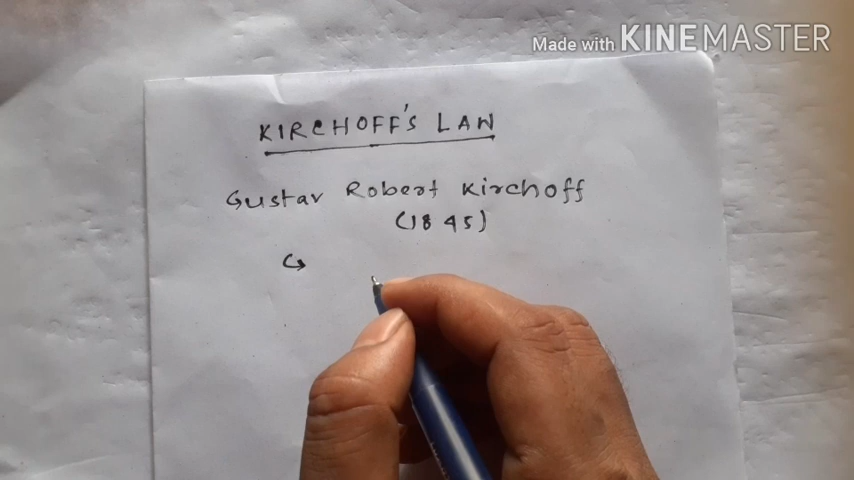 Made with KINEMASTER
KIRCHOFF'S LAW
Gustav Robert Kirchoff
(1845)